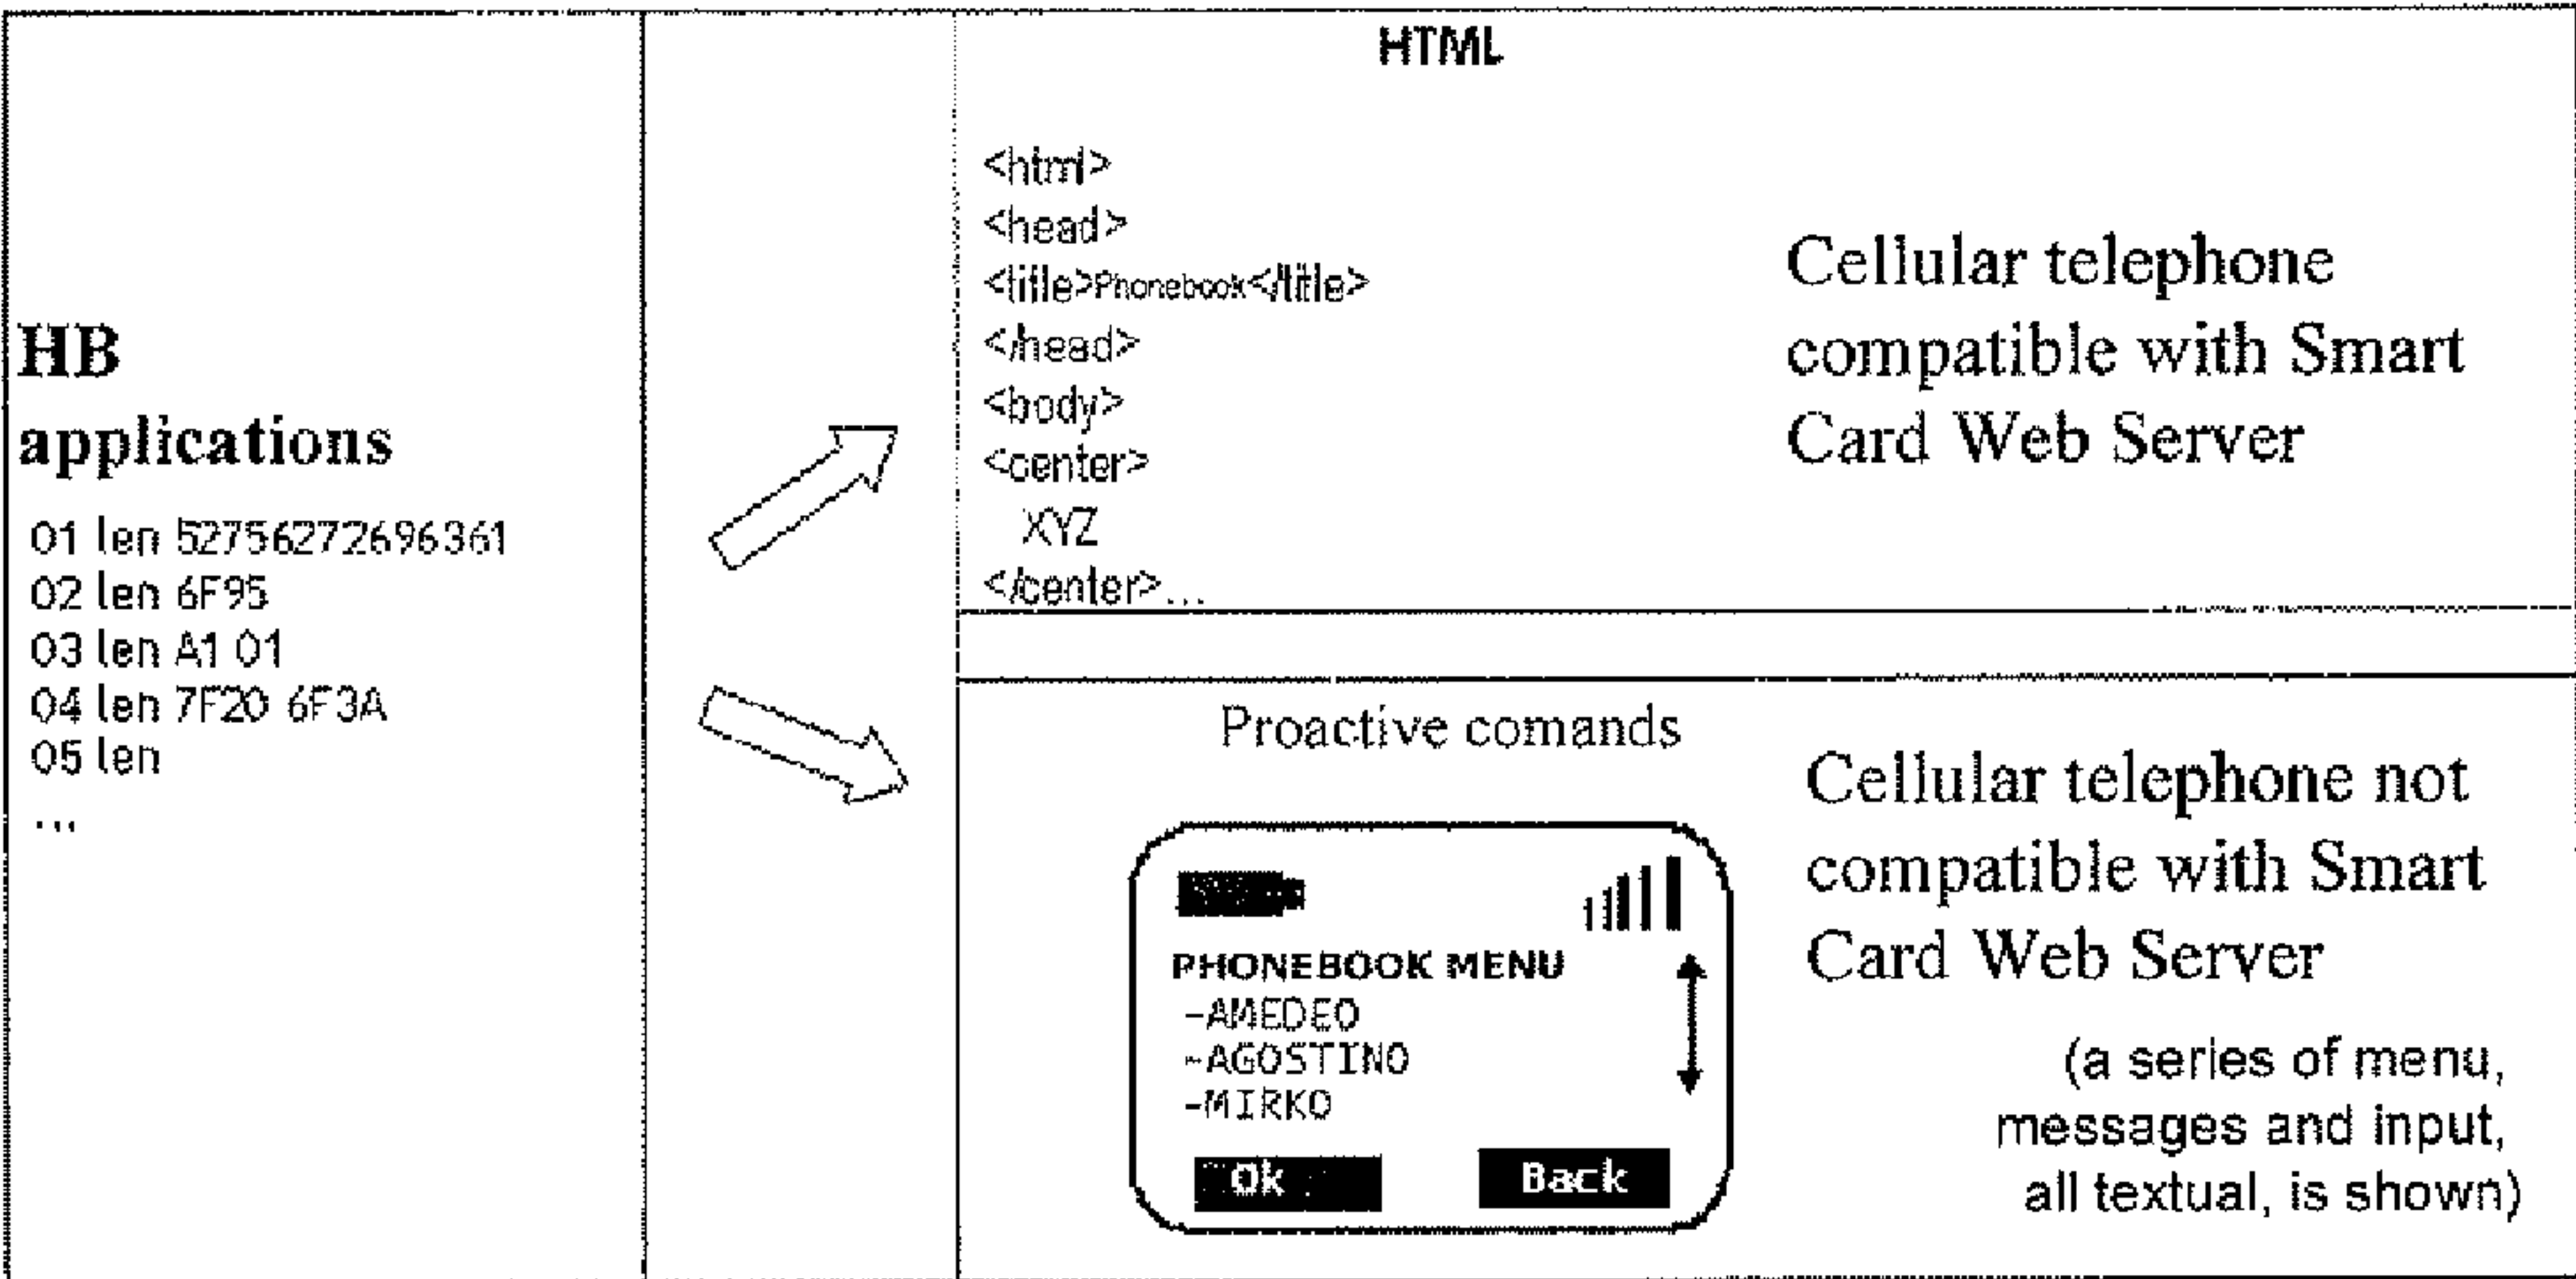 HB
applications
01 len 52756272696361
02 len 6F95
03 len A1 01
04 len 7F20 6F3A
05 len
...
HTML
<html>
<head>
<title>Phonebook</title>
</head>
<body>
<center>
XYZ
</center>...
Cellular telephone
compatible with Smart
Card Web Server
Proactive comands
PHONEBOOK MENU
-AMEDEO
-AGOSTINO
-MIRKO
Ok
Back
Cellular telephone not
compatible with Smart
Card Web Server
(a series of menu,
messages and input,
all textual, is shown)